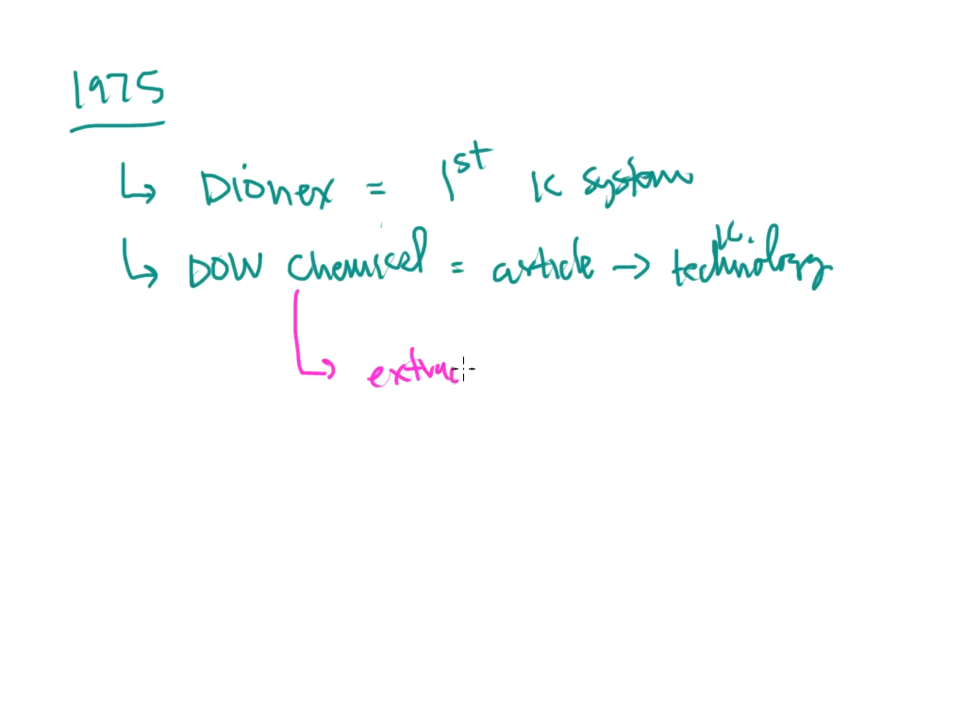 1975
↳ Dionex = 1st IC system
↳ DOW Chemical = article → IC. technology
↳ extrac